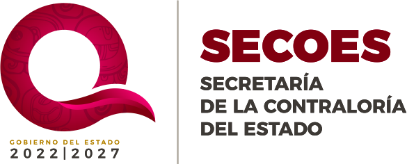 GOBIERNO DEL ESTADO
2022|2027
SECOES
SECRETARÍA
DE LA CONTRALORÍA
DEL ESTADO